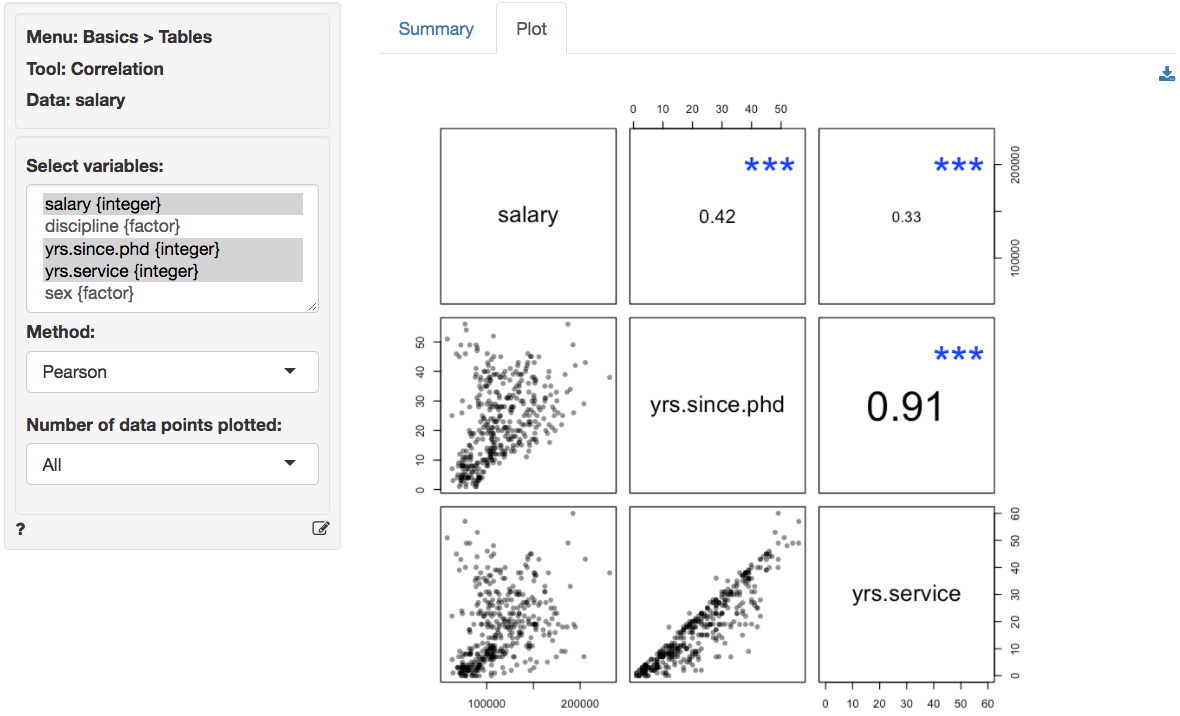 Menu: Basics > Tables
Tool: Correlation
Data: salary
Select variables:
salary {integer}
discipline {factor}
yrs.since.phd {integer}
yrs.service {integer}
sex {factor}
Method:
Pearson
Number of data points plotted:
All
?
Summary Plot
0 10 20 30 40 50
salary
***
0.42
***
0.33
200000
100000
50
40
30
20
10
0
yrs.since.phd
***
0.91
yrs.service
60
50
40
30
20
10
0
100000 200000
0 10 20 30 40 50 60